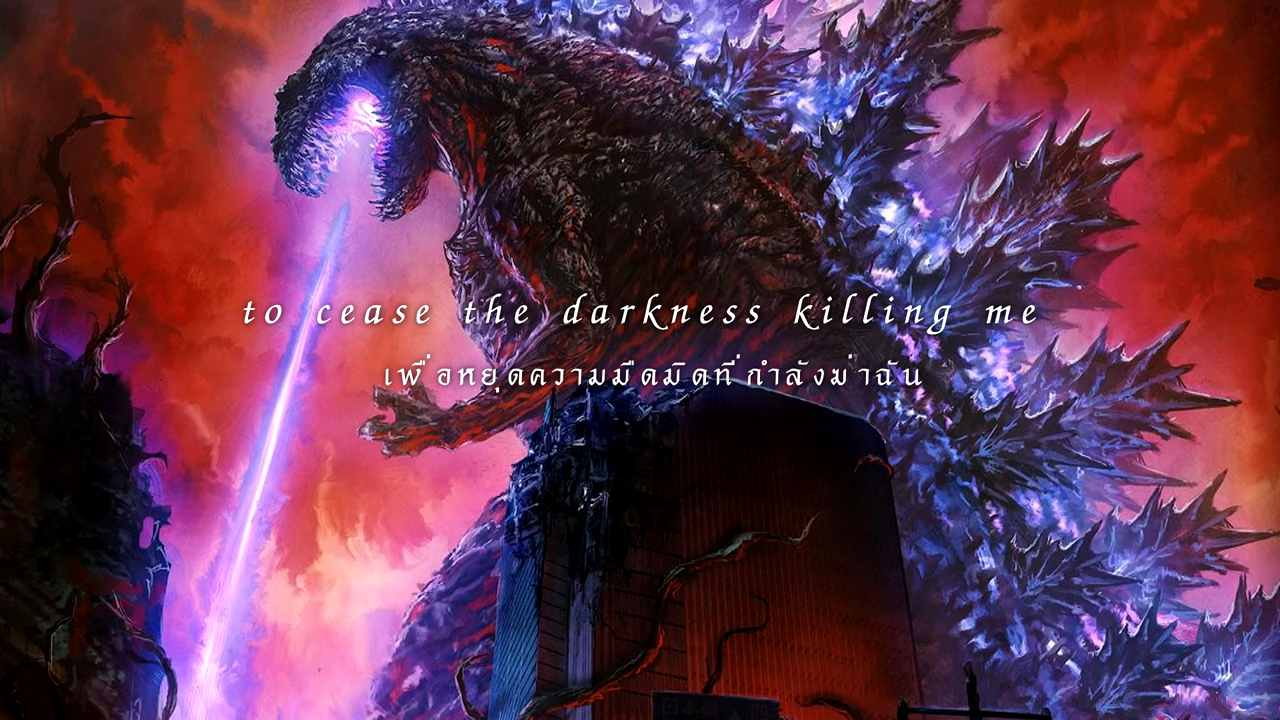 to cease the darkness killing me
เพื่อหยุดความมืดมิดที่กำลังฆ่าฉัน